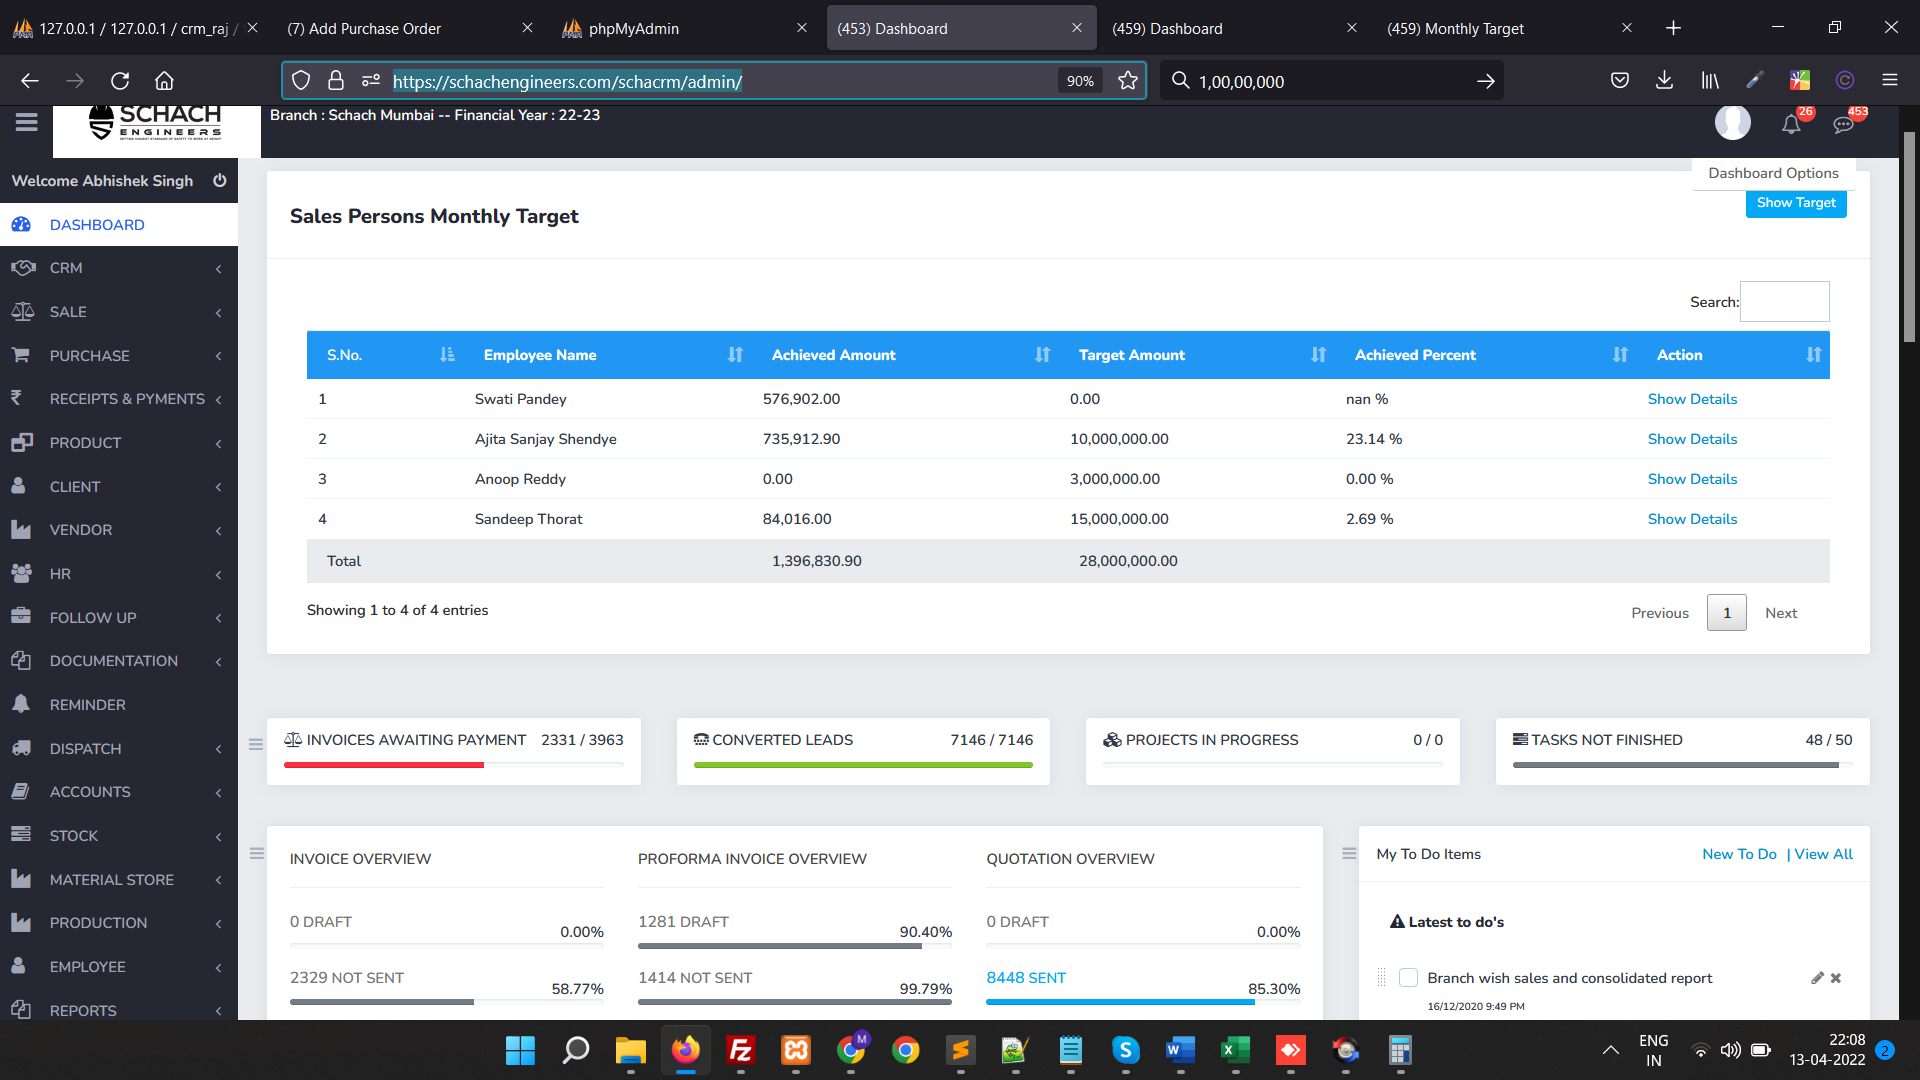 127.0.0.1 / 127.0.0.1 / crm_raj /
(7) Add Purchase Order
phpMyAdmin
(453) Dashboard
(459) Dashboard
(459) Monthly Target
https://schachengineers.com/schacrm/admin/
90%
1,00,00,000
SCHACH
ENGINEERS
Branch : Schach Mumbai -- Financial Year : 22-23
26
453
Welcome Abhishek Singh
Dashboard Options
Show Target
DASHBOARD
CRM
SALE
PURCHASE
RECEIPTS & PYMENTS
PRODUCT
CLIENT
VENDOR
HR
FOLLOW UP
DOCUMENTATION
REMINDER
DISPATCH
ACCOUNTS
STOCK
MATERIAL STORE
PRODUCTION
EMPLOYEE
REPORTS
Sales Persons Monthly Target
Search:
S.No. Employee Name Achieved Amount Target Amount Achieved Percent Action
1 Swati Pandey 576,902.00 0.00 nan % Show Details
2 Ajita Sanjay Shendye 735,912.90 10,000,000.00 23.14 % Show Details
3 Anoop Reddy 0.00 3,000,000.00 0.00 % Show Details
4 Sandeep Thorat 84,016.00 15,000,000.00 2.69 % Show Details
Total 1,396,830.90 28,000,000.00
Showing 1 to 4 of 4 entries
Previous 1 Next
INVOICES AWAITING PAYMENT 2331 / 3963
CONVERTED LEADS 7146 / 7146
PROJECTS IN PROGRESS 0 / 0
TASKS NOT FINISHED 48 / 50
INVOICE OVERVIEW
0 DRAFT 0.00%
2329 NOT SENT 58.77%
PROFORMA INVOICE OVERVIEW
1281 DRAFT 90.40%
1414 NOT SENT 99.79%
QUOTATION OVERVIEW
0 DRAFT 0.00%
8448 SENT 85.30%
My To Do Items
New To Do | View All
Latest to do's
Branch wish sales and consolidated report
16/12/2020 9:49 PM
M
ENG
IN
22:08
13-04-2022
2